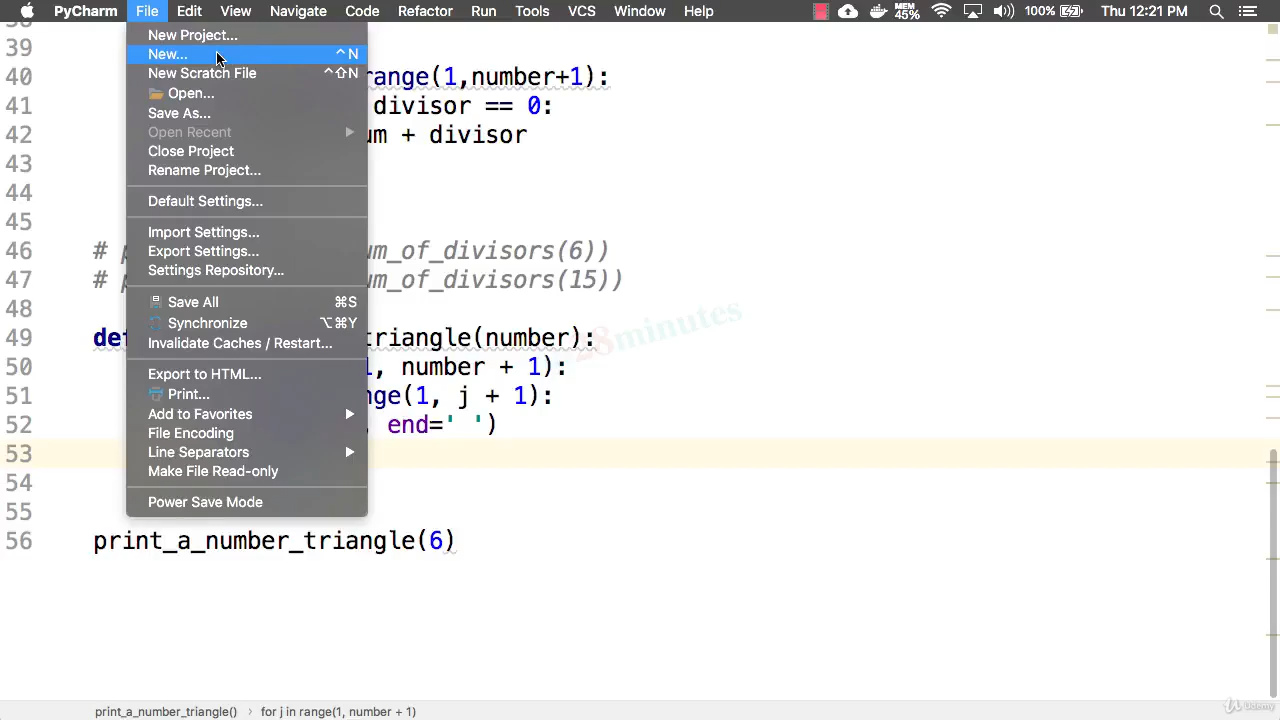 PyCharm File Edit View Navigate Code Refactor Run Tools VCS Window Help MEM 45% 100% Thu 12:21 PM
New Project...
New... ^N
New Scratch File ^⇧N
Open...
Save As...
Open Recent
Close Project
Rename Project...
Default Settings...
Import Settings...
Export Settings...
Settings Repository...
Save All ⌘S
Synchronize ⌥⌘Y
Invalidate Caches / Restart...
Export to HTML...
Print...
Add to Favorites
File Encoding
Line Separators
Make File Read-only
Power Save Mode
39
40 range(1,number+1):
41 divisor == 0:
42 um + divisor
43
44
45
46 # um_of_divisors(6))
47 # um_of_divisors(15))
48
49 def triangle(number):
50 , number + 1):
51 nge(1, j + 1):
52 , end=' ')
53
54
55
56 print_a_number_triangle(6)
28minutes
print_a_number_triangle() › for j in range(1, number + 1)
Udemy